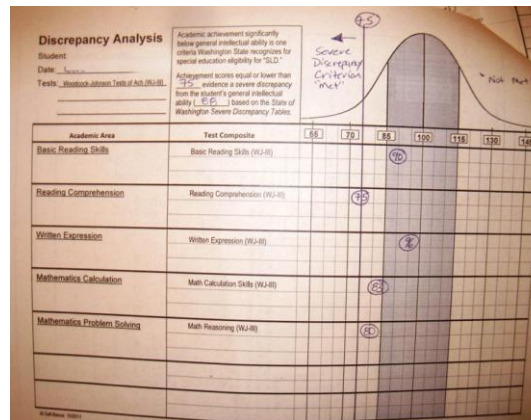 75
Discrepancy Analysis
Student
Date:
Tests: Woodcock-Johnson Tests of Ach (WJ-III)
Academic achievement significantly
below general intellectual ability is one
criteria Washington State recognizes for
special education eligibility for "SLD."
Achievement scores equal or lower than
75 evidence a severe discrepancy
from the student's general intellectual
ability ( 88 ) based on the State of
Washington Severe Discrepancy Tables.
Severe
Discrepancy
Criterion
"met"
Not Met
Academic Area Test Composite 55 70 85 100 115 130 145
Basic Reading Skills Basic Reading Skills (WJ-III) 90
Reading Comprehension Reading Comprehension (WJ-III) 75
Written Expression Written Expression (WJ-III) 96
Mathematics Calculation Math Calculation Skills (WJ-III) 82
Mathematics Problem Solving Math Reasoning (WJ-III) 80